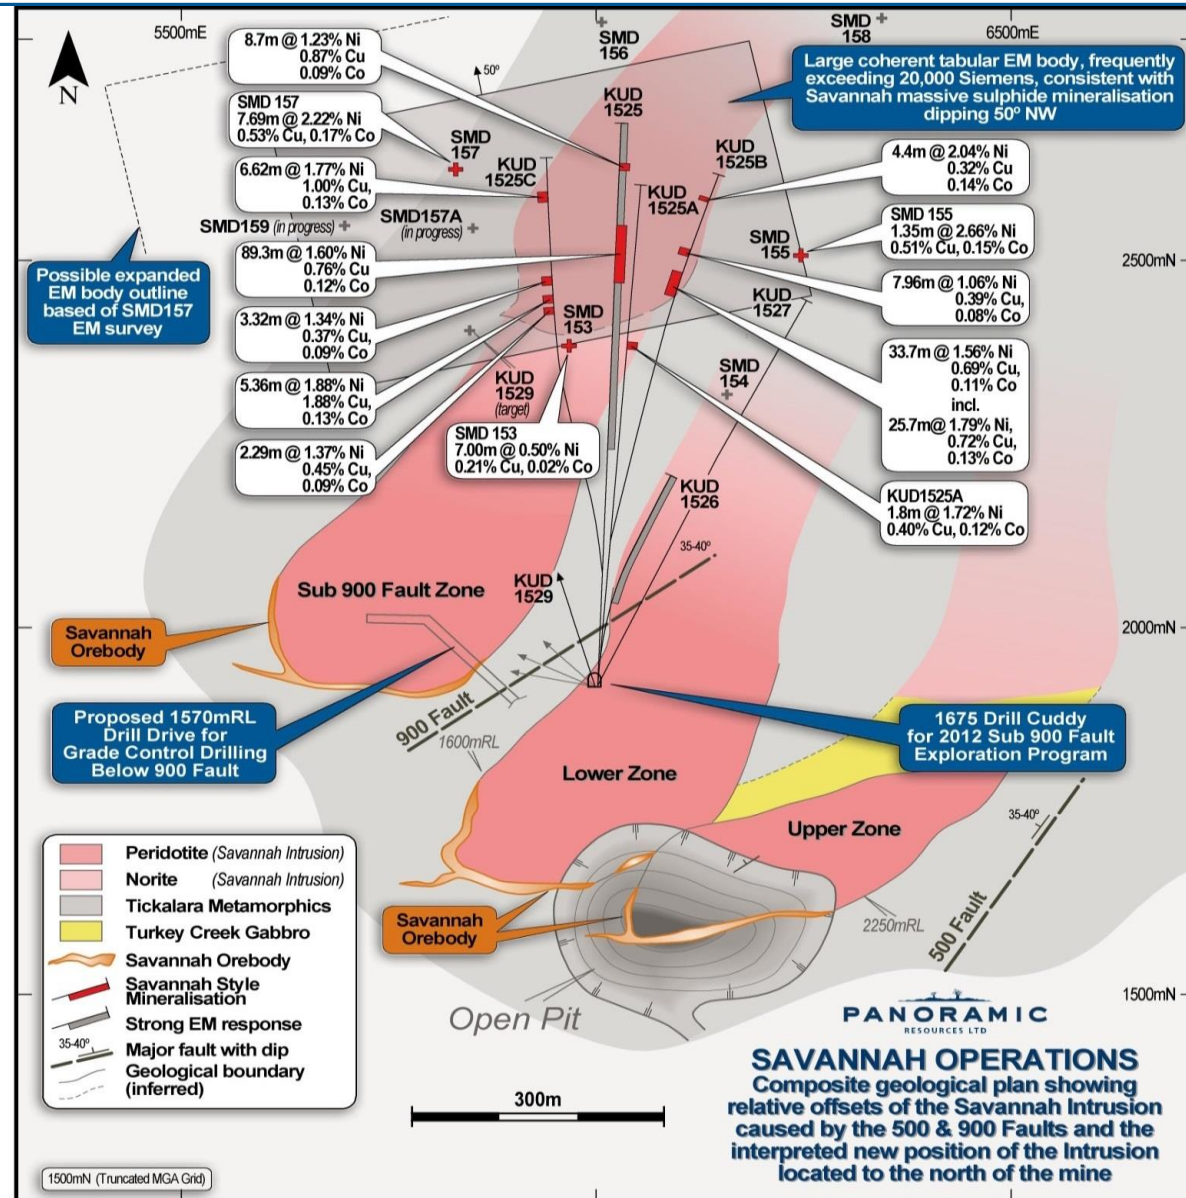 5500mE
6500mE
SMD
156
SMD
158
N
8.7m @ 1.23% Ni
0.87% Cu
0.09% Co
50º
KUD
1525
Large coherent tabular EM body, frequently
exceeding 20,000 Siemens, consistent with
Savannah massive sulphide mineralisation
dipping 50º NW
SMD 157
7.69m @ 2.22% Ni
0.53% Cu, 0.17% Co
SMD
157
KUD
1525C
KUD
1525B
4.4m @ 2.04% Ni
0.32% Cu
0.14% Co
6.62m @ 1.77% Ni
1.00% Cu,
0.13% Co
KUD
1525A
SMD159 (in progress)
SMD157A
(in progress)
SMD
155
SMD 155
1.35m @ 2.66% Ni
0.51% Cu, 0.15% Co
89.3m @ 1.60% Ni
0.76% Cu
0.12% Co
2500mN
Possible expanded
EM body outline
based of SMD157
EM survey
7.96m @ 1.06% Ni
0.39% Cu,
0.08% Co
KUD
1527
3.32m @ 1.34% Ni
0.37% Cu,
0.09% Co
SMD
153
33.7m @ 1.56% Ni
0.69% Cu,
0.11% Co
incl.
25.7m@ 1.79% Ni,
0.72% Cu,
0.13% Co
SMD
154
KUD
1529
(target)
5.36m @ 1.88% Ni
1.88% Cu,
0.13% Co
SMD 153
7.00m @ 0.50% Ni
0.21% Cu, 0.02% Co
2.29m @ 1.37% Ni
0.45% Cu,
0.09% Co
KUD
1526
KUD1525A
1.8m @ 1.72% Ni
0.40% Cu, 0.12% Co
35-40º
KUD
1529
Sub 900 Fault Zone
Savannah
Orebody
2000mN
Proposed 1570mRL
Drill Drive for
Grade Control Drilling
Below 900 Fault
900 Fault
1600mRL
1675 Drill Cuddy
for 2012 Sub 900 Fault
Exploration Program
Lower Zone
Upper Zone
35-40º
500 Fault
2250mRL
Savannah
Orebody
Open Pit
1500mN
Peridotite (Savannah Intrusion)
Norite (Savannah Intrusion)
Tickalara Metamorphics
Turkey Creek Gabbro
Savannah Orebody
Savannah Style
Mineralisation
Strong EM response
35-40º
Major fault with dip
Geological boundary
(inferred)
300m
1500mN (Truncated MGA Grid)
PANORAMIC
RESOURCES LTD
SAVANNAH OPERATIONS
Composite geological plan showing
relative offsets of the Savannah Intrusion
caused by the 500 & 900 Faults and the
interpreted new position of the Intrusion
located to the north of the mine